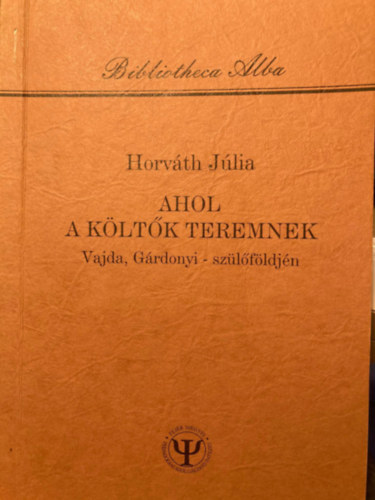 Bibliotheca Alba
Horváth Júlia
AHOL
A KÖLTŐK TEREMNEK
Vajda, Gárdonyi - szülőföldjén